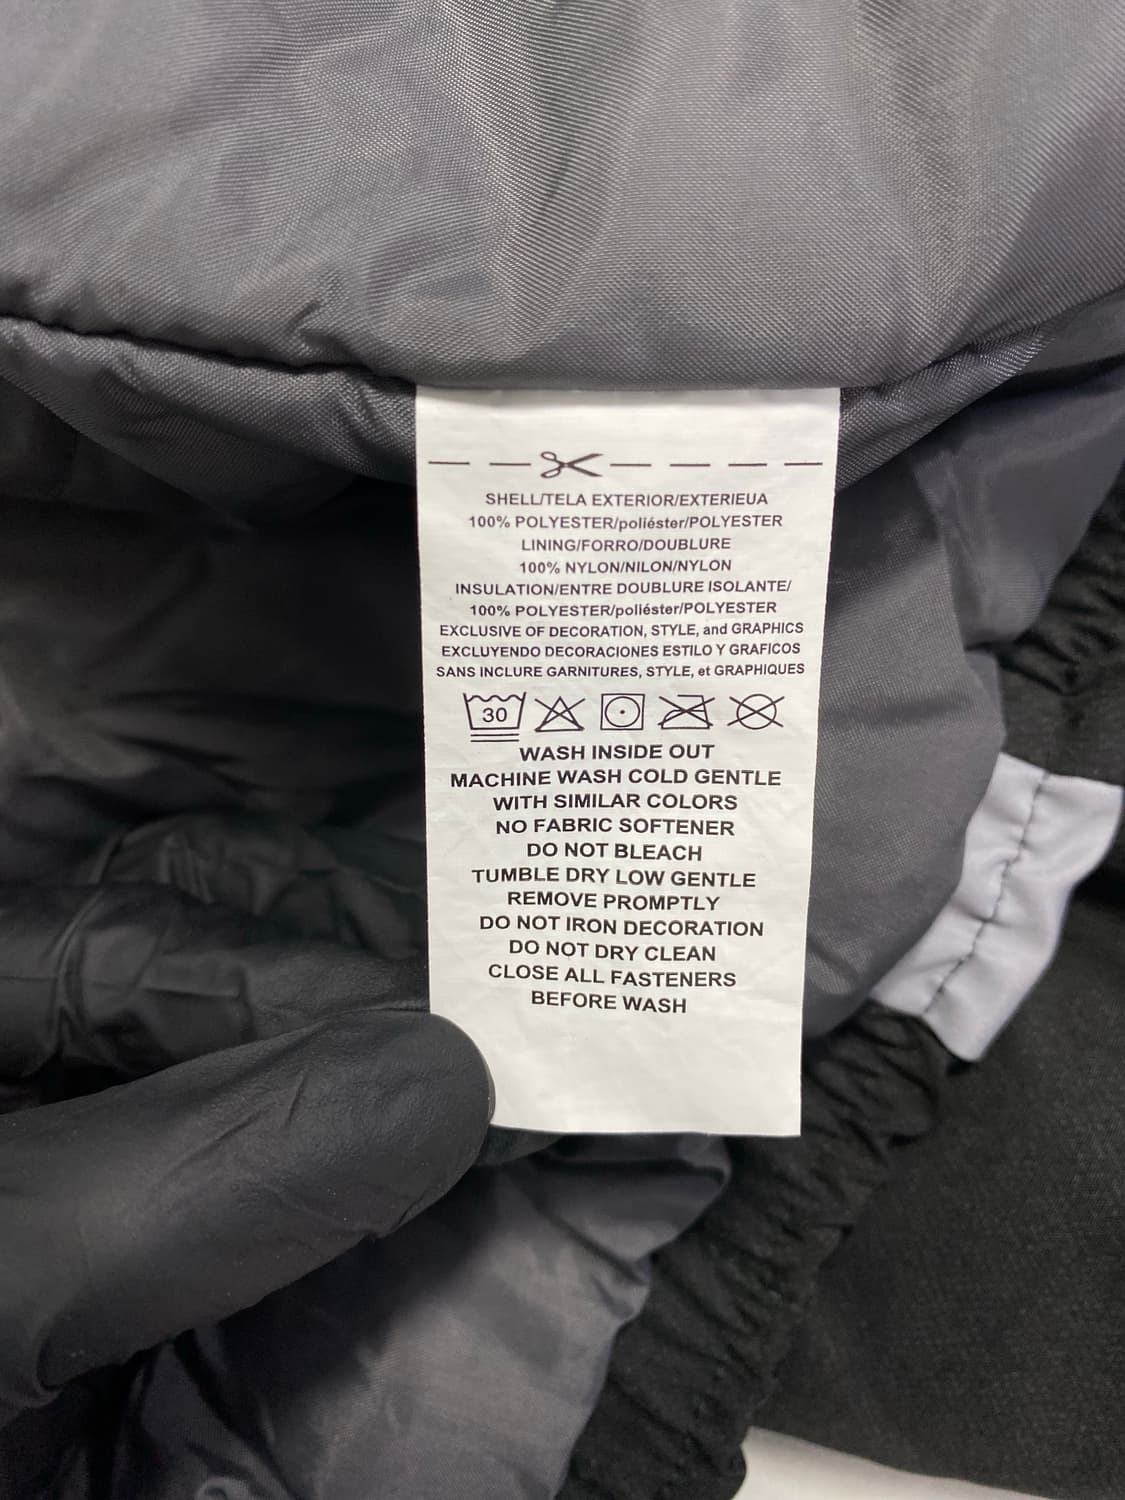 SHELL/TELA EXTERIOR/EXTERIEUA
100% POLYESTER/poliéster/POLYESTER
LINING/FORRO/DOUBLURE
100% NYLON/NILON/NYLON
INSULATION/ENTRE DOUBLURE ISOLANTE/
100% POLYESTER/poliéster/POLYESTER
EXCLUSIVE OF DECORATION, STYLE, and GRAPHICS
EXCLUYENDO DECORACIONES ESTILO Y GRAFICOS
SANS INCLURE GARNITURES, STYLE, et GRAPHIQUES
30
WASH INSIDE OUT
MACHINE WASH COLD GENTLE
WITH SIMILAR COLORS
NO FABRIC SOFTENER
DO NOT BLEACH
TUMBLE DRY LOW GENTLE
REMOVE PROMPTLY
DO NOT IRON DECORATION
DO NOT DRY CLEAN
CLOSE ALL FASTENERS
BEFORE WASH